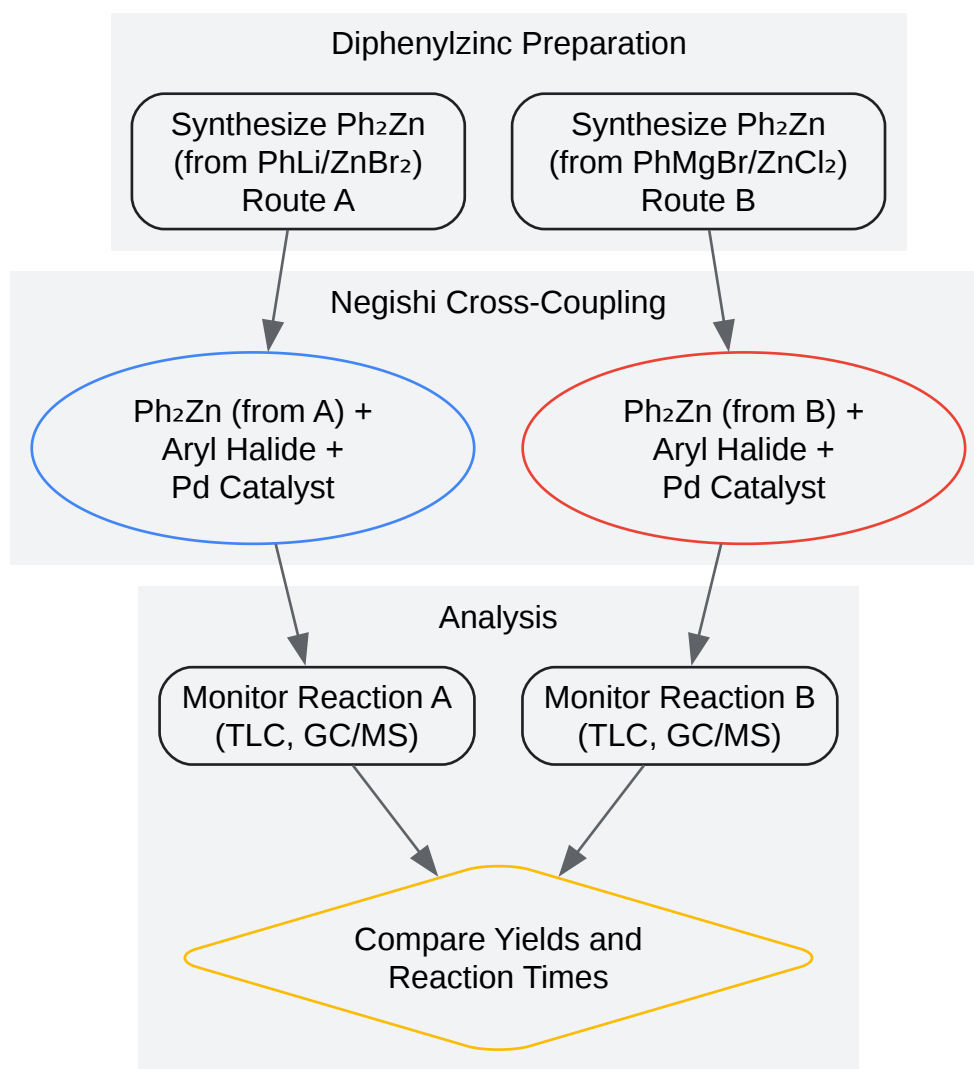 Diphenylzinc Preparation
Synthesize Ph₂Zn
(from PhLi/ZnBr₂)
Route A
Synthesize Ph₂Zn
(from PhMgBr/ZnCl₂)
Route B
Negishi Cross-Coupling
Ph₂Zn (from A) +
Aryl Halide +
Pd Catalyst
Ph₂Zn (from B) +
Aryl Halide +
Pd Catalyst
Analysis
Monitor Reaction A
(TLC, GC/MS)
Monitor Reaction B
(TLC, GC/MS)
Compare Yields and
Reaction Times